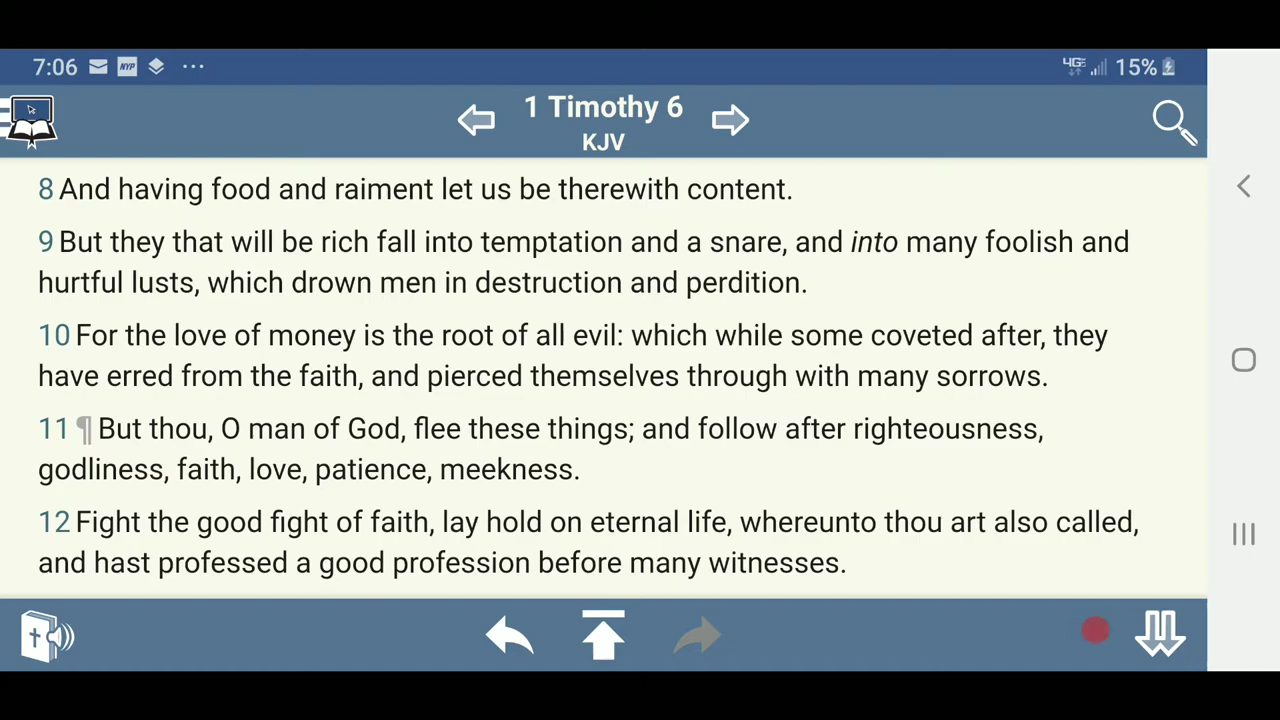 7:06 NYP ... 4GE 15%
1 Timothy 6
KJV
8 And having food and raiment let us be therewith content.
9 But they that will be rich fall into temptation and a snare, and into many foolish and
hurtful lusts, which drown men in destruction and perdition.
10 For the love of money is the root of all evil: which while some coveted after, they
have erred from the faith, and pierced themselves through with many sorrows.
11 ¶ But thou, O man of God, flee these things; and follow after righteousness,
godliness, faith, love, patience, meekness.
12 Fight the good fight of faith, lay hold on eternal life, whereunto thou art also called,
and hast professed a good profession before many witnesses.